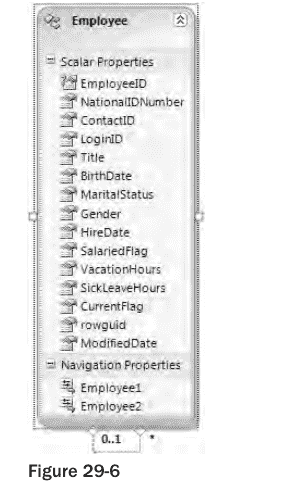 Employee
Scalar Properties
EmployeeID
NationalIDNumber
ContactID
LoginID
Title
BirthDate
MaritalStatus
Gender
HireDate
SalariedFlag
VacationHours
SickLeaveHours
CurrentFlag
rowguid
ModifiedDate
Navigation Properties
Employee1
Employee2
0..1 *
Figure 29-6